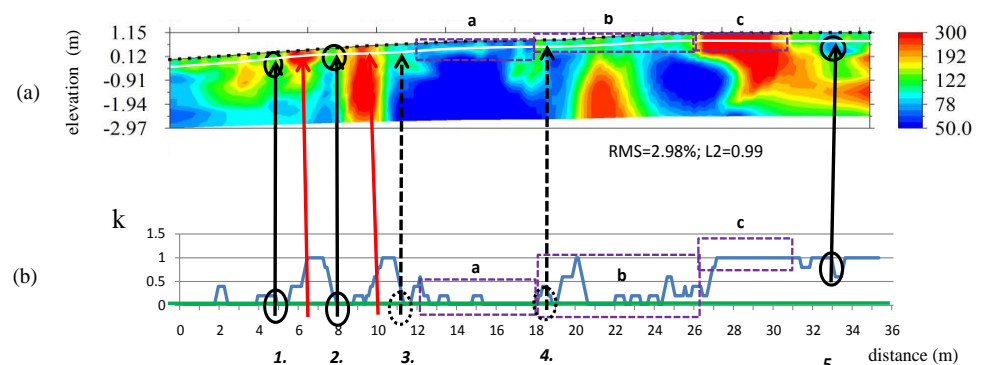 a
b
c
1.15
0.12
-0.91
-1.94
-2.97
elevation (m)
(a)
300
192
122
78
50.0
RMS=2.98%; L2=0.99
k
(b)
1.5
1
0.5
0
a
b
c
0 2 4 6 8 10 12 14 16 18 20 22 24 26 28 30 32 34 36
1. 2. 3. 4. 5. distance (m)